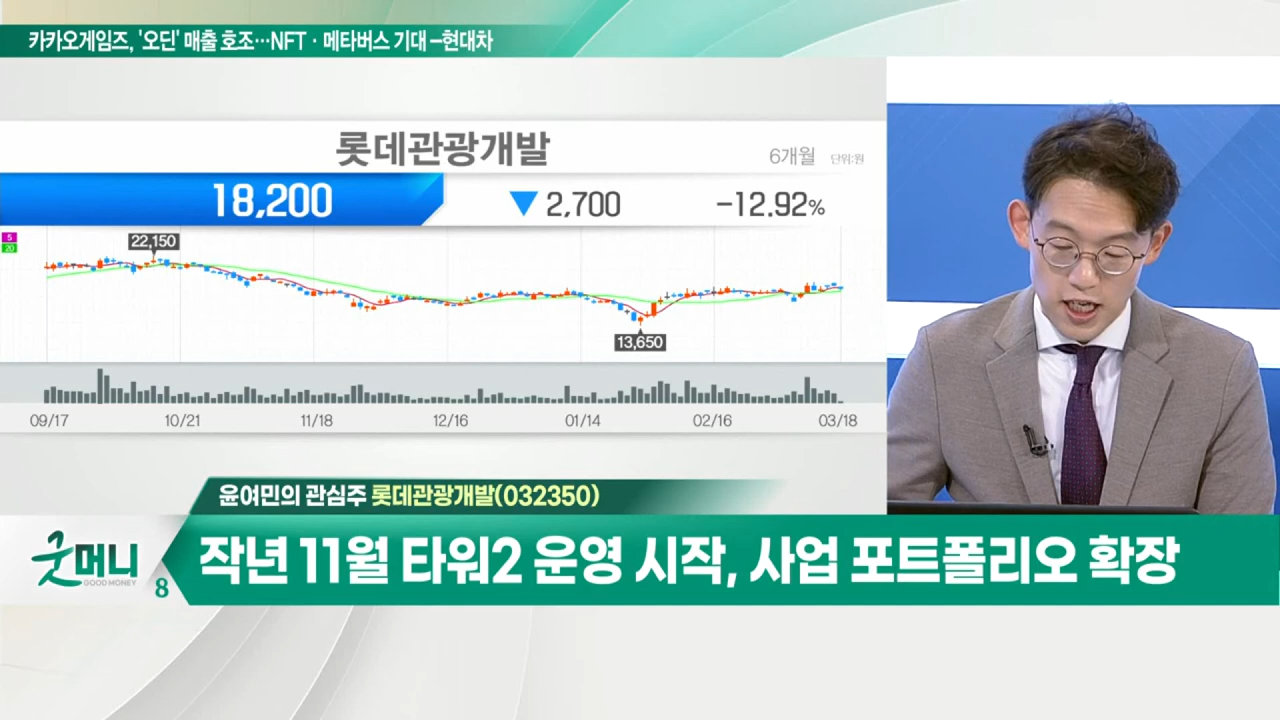 카카오게임즈, '오딘' 매출 호조…NFT · 메타버스 기대 -현대차
롯데관광개발
6개월 단위:원
18,200 ▼ 2,700 -12.92%
5
20
22,150
13,650
09/17 10/21 11/18 12/16 01/14 02/16 03/18
윤여민의 관심주 롯데관광개발(032350)
굿머니
GOOD MONEY
8
작년 11월 타워2 운영 시작, 사업 포트폴리오 확장